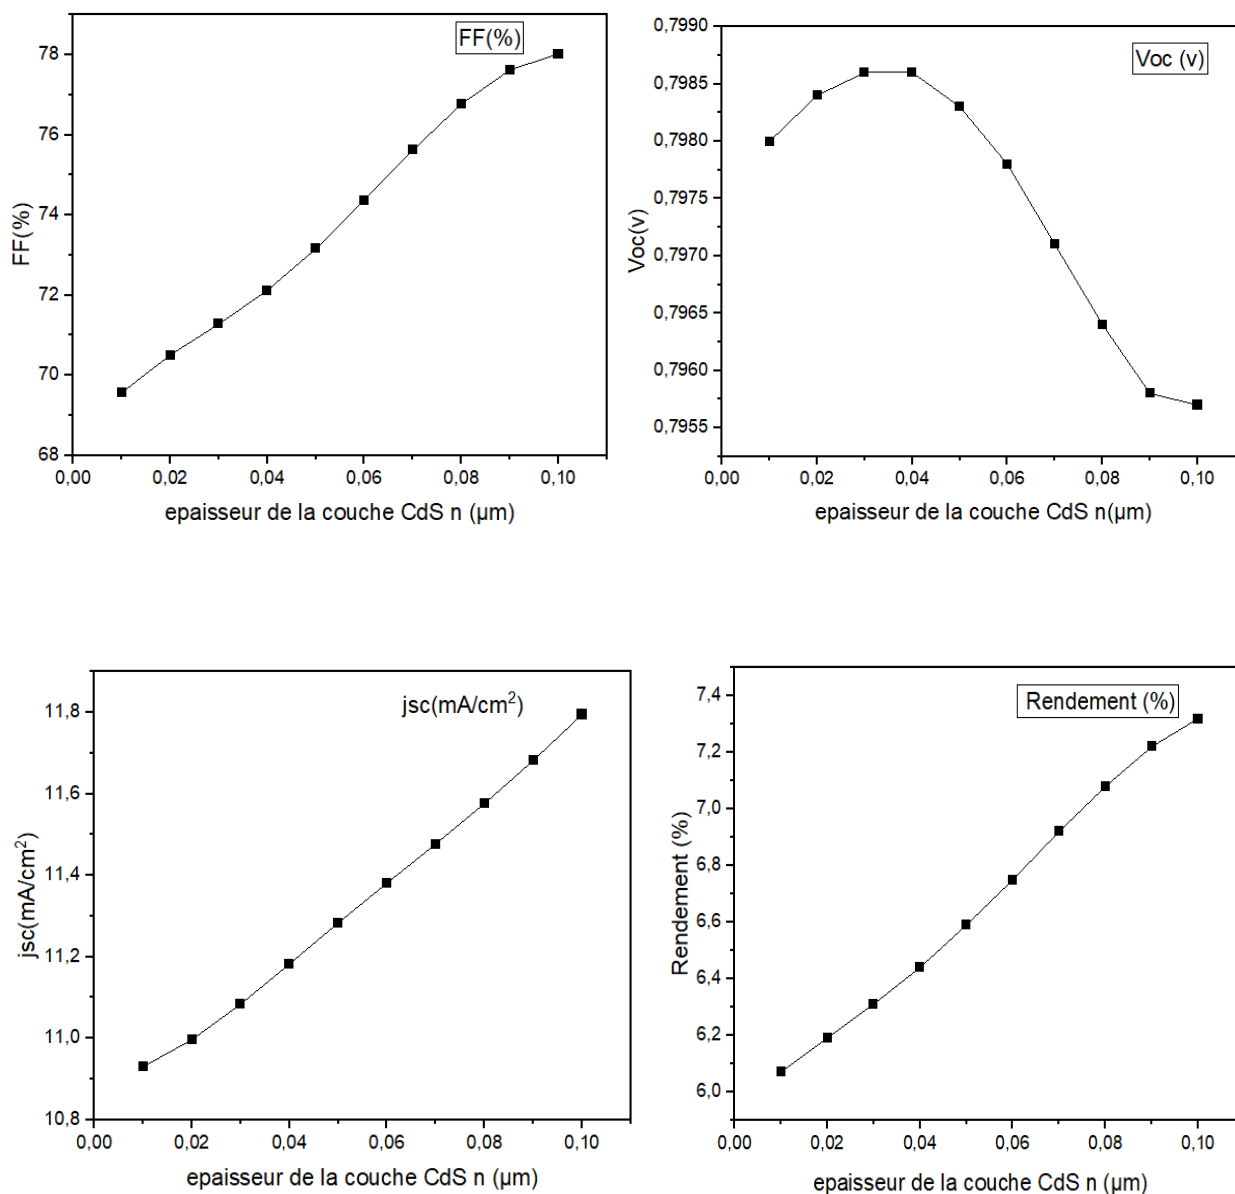 FF(%)
78
76
74
72
70
68
FF(%)
0,00 0,02 0,04 0,06 0,08 0,10
epaisseur de la couche CdS n (µm)
Voc (v)
0,7990
0,7985
0,7980
0,7975
0,7970
0,7965
0,7960
0,7955
Voc(v)
0,00 0,02 0,04 0,06 0,08 0,10
epaisseur de la couche CdS n(µm)
jsc(mA/cm²)
11,8
11,6
11,4
11,2
11,0
10,8
jsc(mA/cm²)
0,00 0,02 0,04 0,06 0,08 0,10
epaisseur de la couche CdS n (µm)
Rendement (%)
7,4
7,2
7,0
6,8
6,6
6,4
6,2
6,0
Rendement (%)
0,00 0,02 0,04 0,06 0,08 0,10
epaisseur de la couche CdS n (µm)